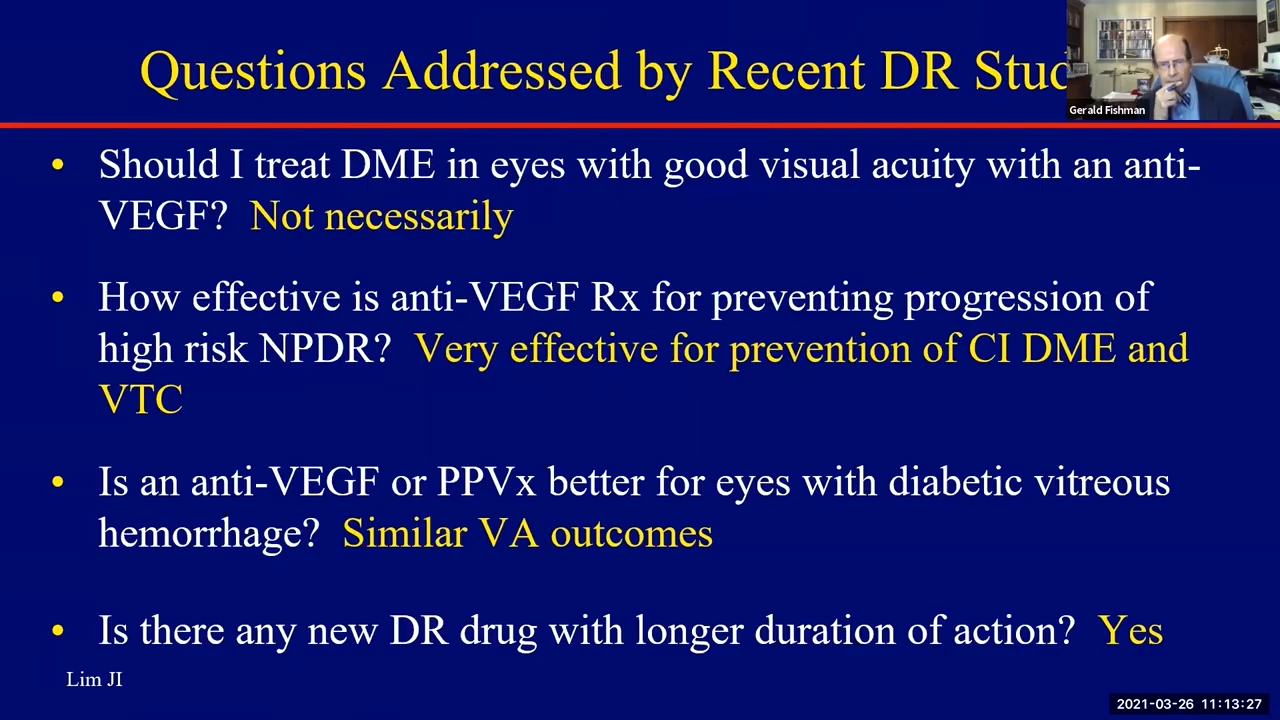 Questions Addressed by Recent DR
Gerald Fishman
• Should I treat DME in eyes with good visual acuity with an anti-
VEGF? Not necessarily
• How effective is anti-VEGF Rx for preventing progression of
high risk NPDR? Very effective for prevention of CI DME and
VTC
• Is an anti-VEGF or PPVx better for eyes with diabetic vitreous
hemorrhage? Similar VA outcomes
• Is there any new DR drug with longer duration of action? Yes
Lim JI
2021-03-26 11:13:27